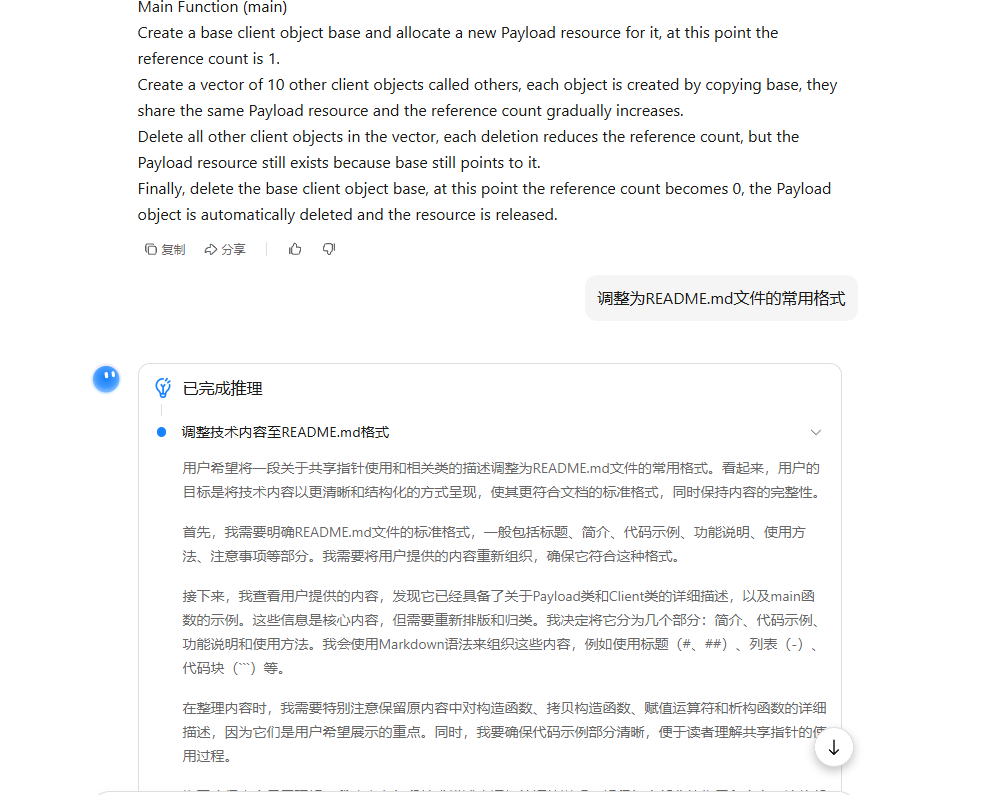 Main Function (main)
Create a base client object base and allocate a new Payload resource for it, at this point the
reference count is 1.
Create a vector of 10 other client objects called others, each object is created by copying base, they
share the same Payload resource and the reference count gradually increases.
Delete all other client objects in the vector, each deletion reduces the reference count, but the
Payload resource still exists because base still points to it.
Finally, delete the base client object base, at this point the reference count becomes 0, the Payload
object is automatically deleted and the resource is released.
复制 分享
调整为README.md文件的常用格式
已完成推理
调整技术内容至README.md格式
用户希望将一段关于共享指针使用和相关类的描述调整为README.md文件的常用格式。看起来，用户的
目标是将技术内容以更清晰和结构化的方式呈现，使其更符合文档的标准格式，同时保持内容的完整性。
首先，我需要明确README.md文件的标准格式，一般包括标题、简介、代码示例、功能说明、使用方
法、注意事项等部分。我需要将用户提供的内容重新组织，确保它符合这种格式。
接下来，我查看用户提供的内容，发现它已经具备了关于Payload类和Client类的详细描述，以及main函
数的示例。这些信息是核心内容，但需要重新排版和归类。我决定将它分为几个部分：简介、代码示例、
功能说明和使用方法。我会使用Markdown语法来组织这些内容，例如使用标题（#、##）、列表（-）、
代码块（```）等。
在整理内容时，我需要特别注意保留原内容中对构造函数、拷贝构造函数、赋值运算符和析构函数的详细
描述，因为它们是用户希望展示的重点。同时，我要确保代码示例部分清晰，便于读者理解共享指针的使
用过程。